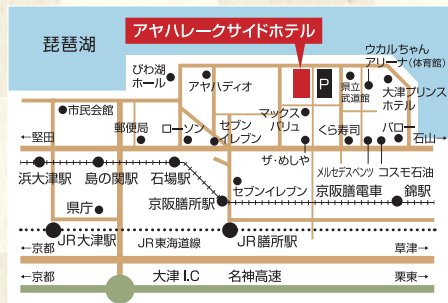 アヤハレークサイドホテル
琵琶湖
びわ湖
ホール
アヤハディオ
P
県立
武道館
ウカルちゃん
アリーナ(体育館)
大津プリンス
ホテル
市民会館
郵便局
ローソン
セブン
イレブン
マックス
バリュ
くら寿司
バロー
←堅田
石山→
ザ・めしや
メルセデスベンツ
コスモ石油
浜大津駅
島の関駅
石場駅
セブンイレブン
京阪膳所駅
京阪膳電車
錦駅
県庁
JR大津駅
JR東海道線
JR膳所駅
←京都
草津→
←京都
大津 I.C
名神高速
栗東→